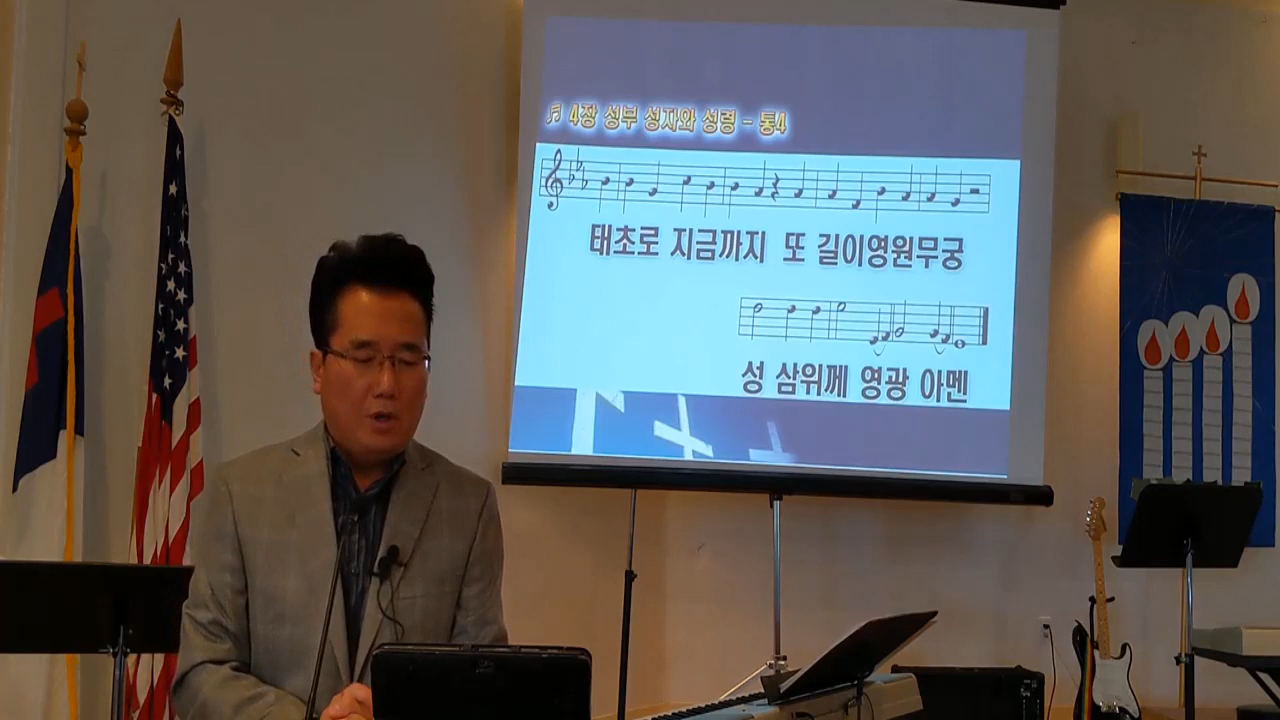 ♬ 4장 성부 성자와 성령 - 통4
태초로 지금까지 또 길이영원무궁
성 삼위께 영광 아멘